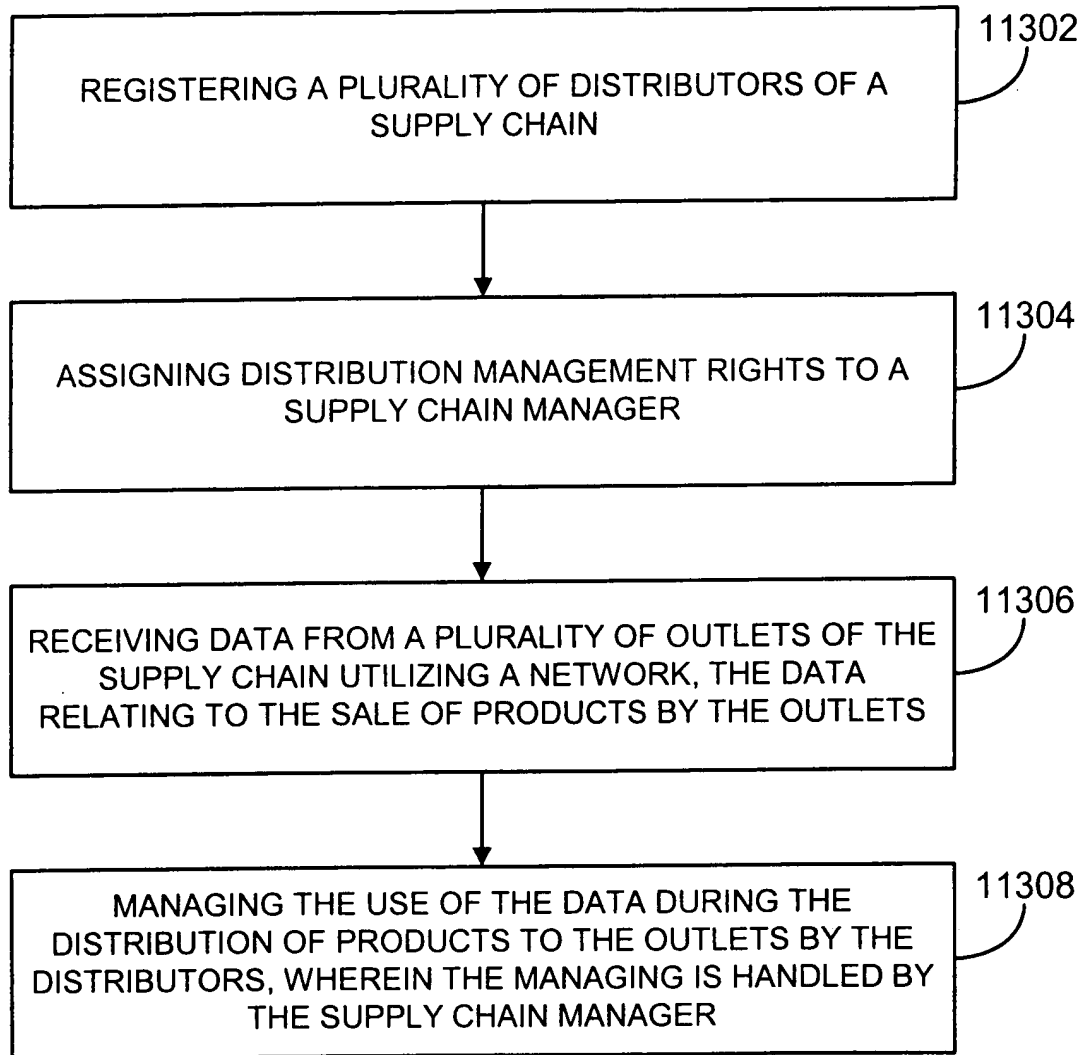 11302
REGISTERING A PLURALITY OF DISTRIBUTORS OF A
SUPPLY CHAIN
11304
ASSIGNING DISTRIBUTION MANAGEMENT RIGHTS TO A
SUPPLY CHAIN MANAGER
11306
RECEIVING DATA FROM A PLURALITY OF OUTLETS OF THE
SUPPLY CHAIN UTILIZING A NETWORK, THE DATA
RELATING TO THE SALE OF PRODUCTS BY THE OUTLETS
11308
MANAGING THE USE OF THE DATA DURING THE
DISTRIBUTION OF PRODUCTS TO THE OUTLETS BY THE
DISTRIBUTORS, WHEREIN THE MANAGING IS HANDLED BY
THE SUPPLY CHAIN MANAGER